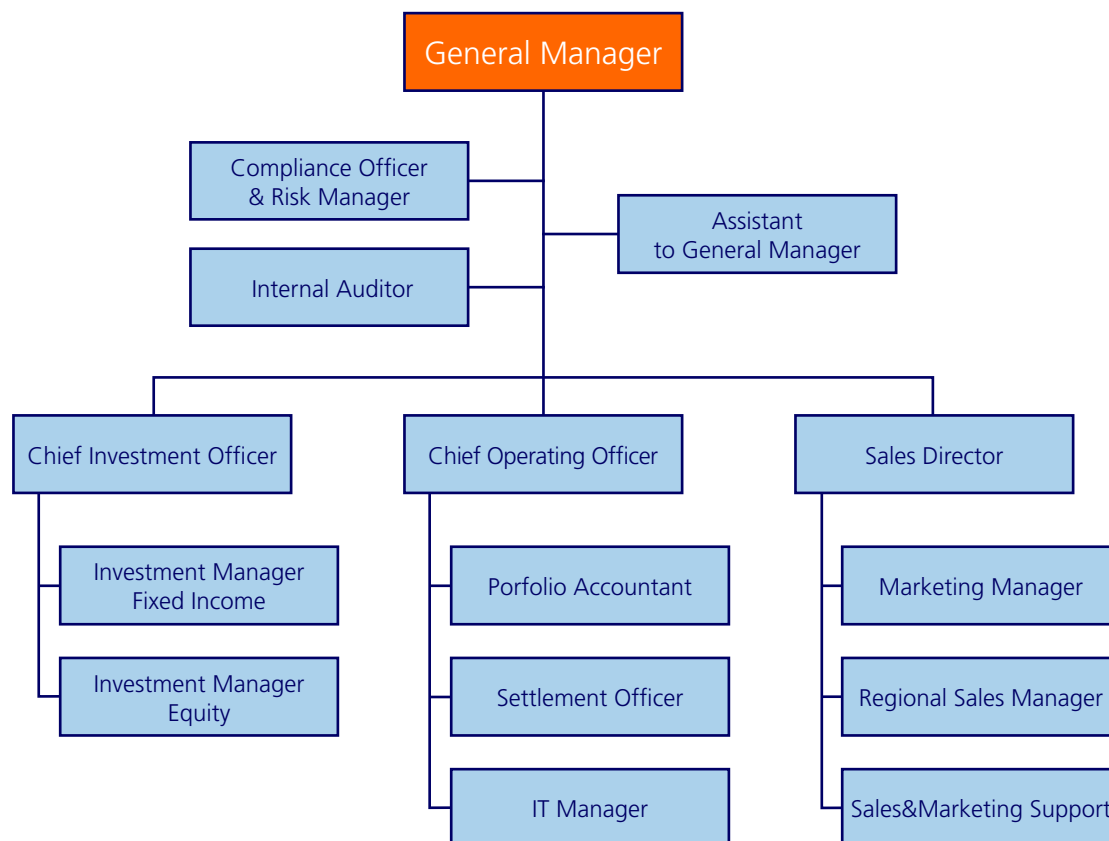 General Manager
Compliance Officer
& Risk Manager
Assistant
to General Manager
Internal Auditor
Chief Investment Officer
Chief Operating Officer
Sales Director
Investment Manager
Fixed Income
Porfolio Accountant
Marketing Manager
Investment Manager
Equity
Settlement Officer
Regional Sales Manager
IT Manager
Sales&Marketing Support